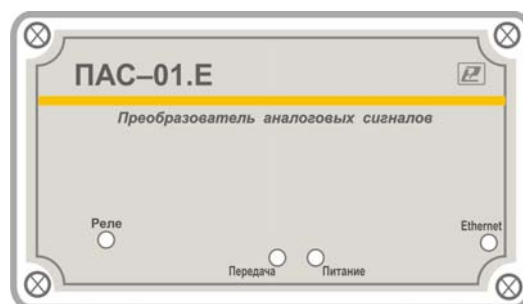 ПАС–01.Е
Преобразователь аналоговых сигналов
Реле
Ethernet
Передача Питание